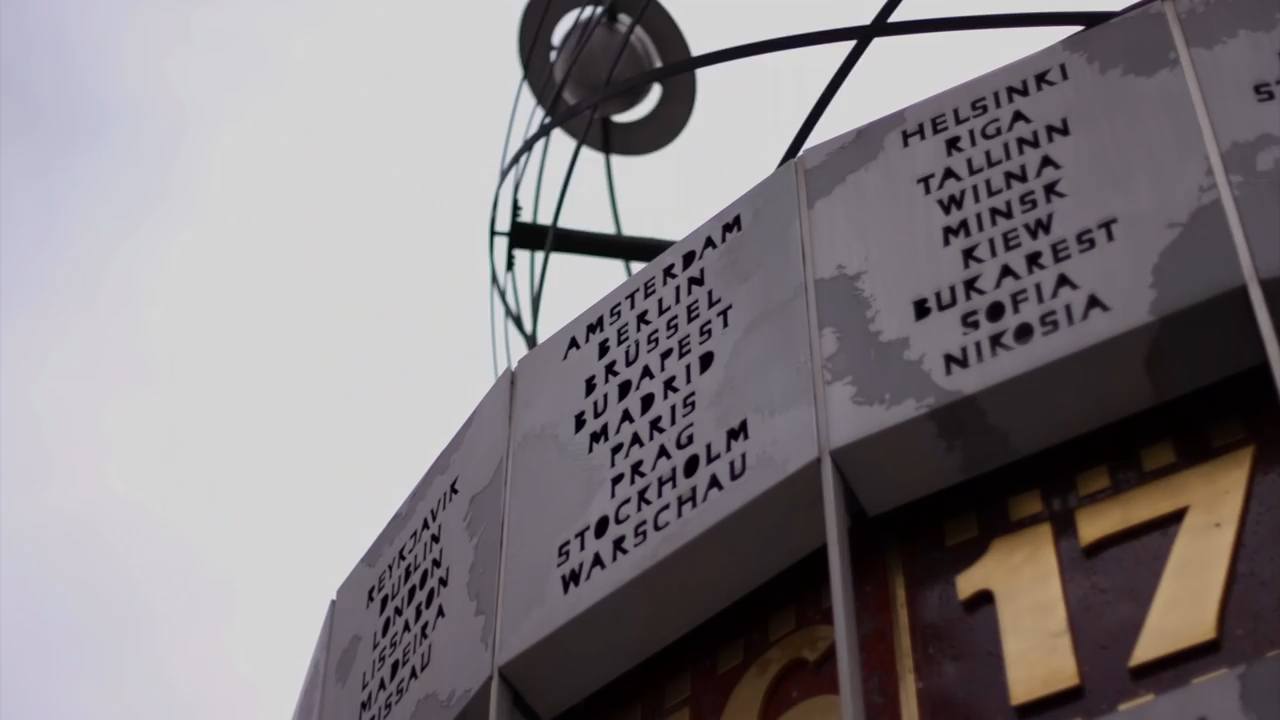 REYKJAVIK
DUBLIN
LONDON
LISSABON
MADEIRA
AMSTERDAM
BERLIN
BRÜSSEL
BUDAPEST
MADRID
PARIS
PRAG
STOCKHOLM
WARSCHAU
HELSINKI
RIGA
TALLINN
WILNA
MINSK
KIEW
BUKAREST
SOFIA
NIKOSIA
17